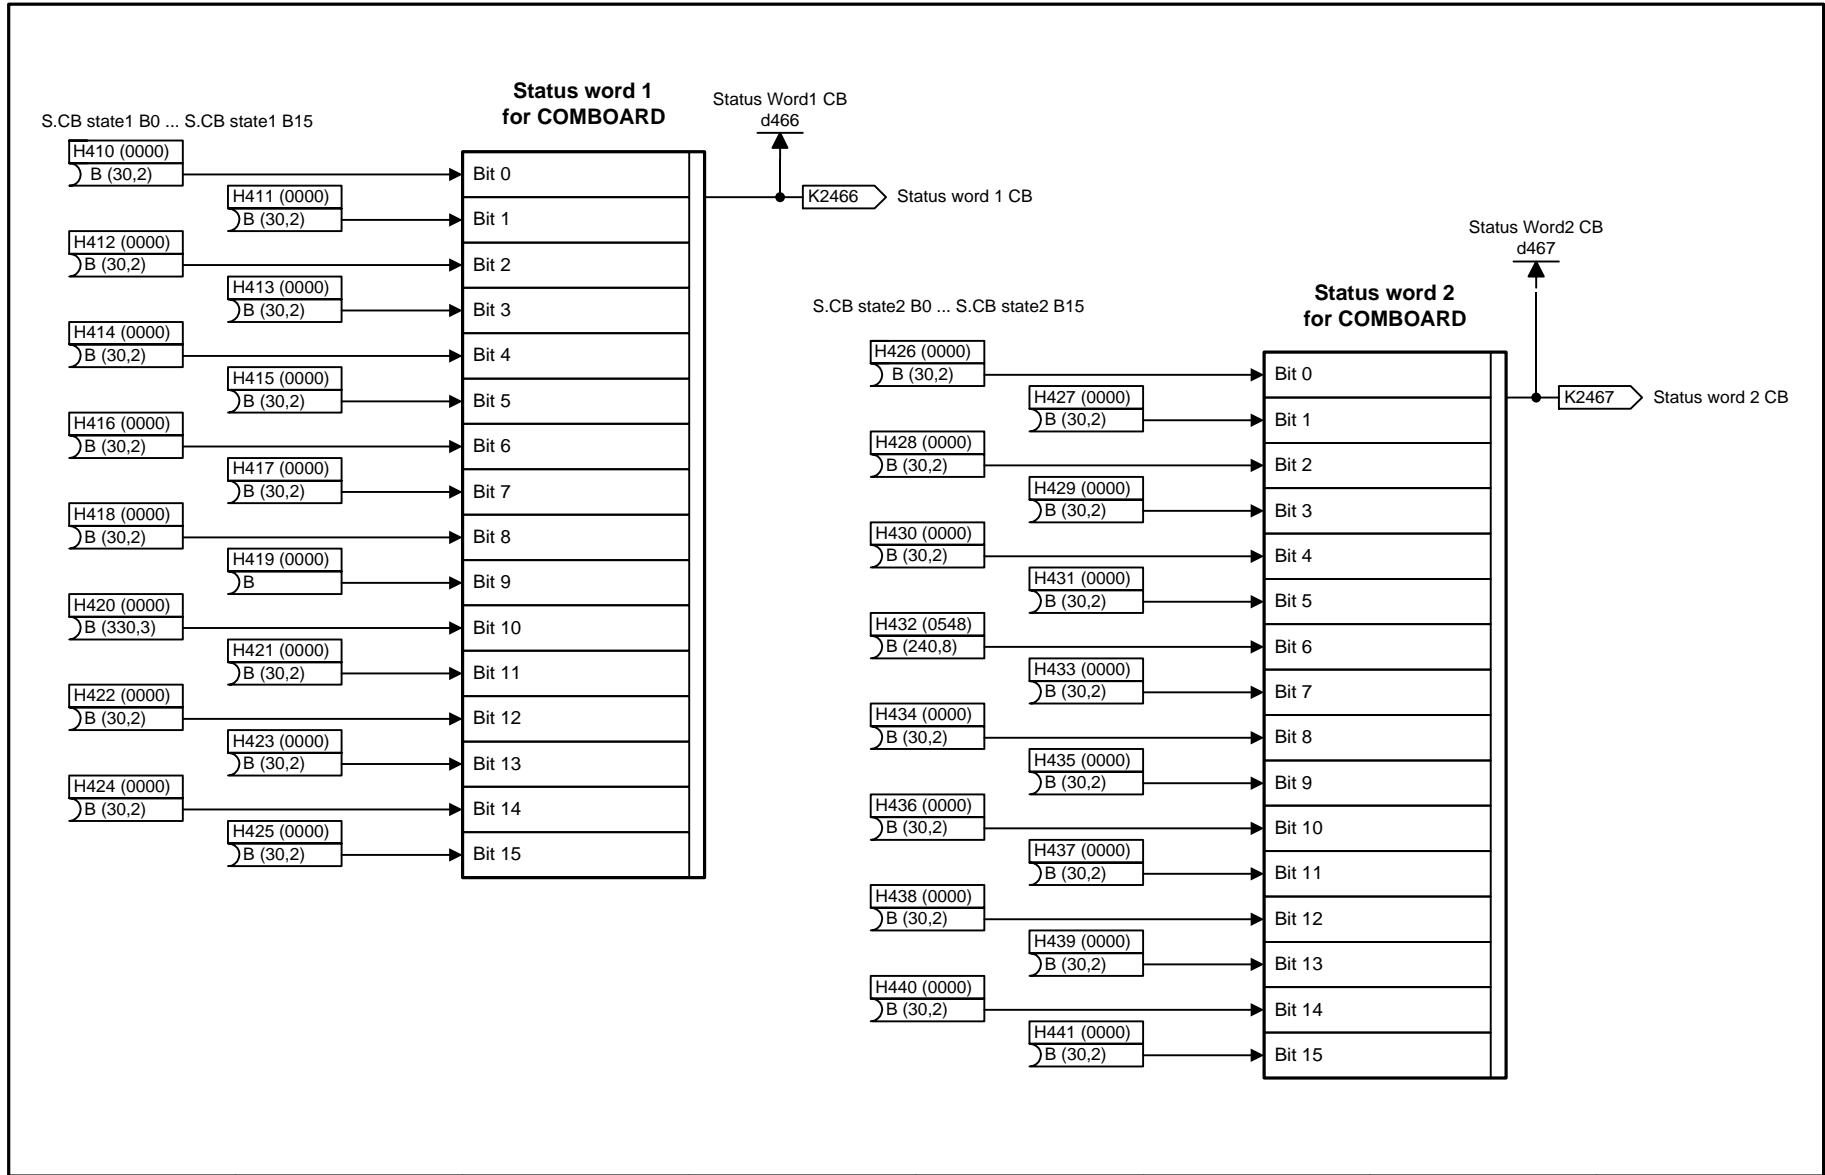 Status word 1
for COMBOARD
Status Word1 CB
d466
S.CB state1 B0 ... S.CB state1 B15
H410 (0000)
B (30,2)
Bit 0
H411 (0000)
B (30,2)
Bit 1
K2466
Status word 1 CB
H412 (0000)
B (30,2)
Bit 2
H413 (0000)
B (30,2)
Bit 3
H414 (0000)
B (30,2)
Bit 4
H415 (0000)
B (30,2)
Bit 5
H416 (0000)
B (30,2)
Bit 6
H417 (0000)
B (30,2)
Bit 7
H418 (0000)
B (30,2)
Bit 8
H419 (0000)
B
Bit 9
H420 (0000)
B (330,3)
Bit 10
H421 (0000)
B (30,2)
Bit 11
H422 (0000)
B (30,2)
Bit 12
H423 (0000)
B (30,2)
Bit 13
H424 (0000)
B (30,2)
Bit 14
H425 (0000)
B (30,2)
Bit 15
Status Word2 CB
d467
Status word 2
for COMBOARD
S.CB state2 B0 ... S.CB state2 B15
H426 (0000)
B (30,2)
Bit 0
H427 (0000)
B (30,2)
Bit 1
K2467
Status word 2 CB
H428 (0000)
B (30,2)
Bit 2
H429 (0000)
B (30,2)
Bit 3
H430 (0000)
B (30,2)
Bit 4
H431 (0000)
B (30,2)
Bit 5
H432 (0548)
B (240,8)
Bit 6
H433 (0000)
B (30,2)
Bit 7
H434 (0000)
B (30,2)
Bit 8
H435 (0000)
B (30,2)
Bit 9
H436 (0000)
B (30,2)
Bit 10
H437 (0000)
B (30,2)
Bit 11
H438 (0000)
B (30,2)
Bit 12
H439 (0000)
B (30,2)
Bit 13
H440 (0000)
B (30,2)
Bit 14
H441 (0000)
B (30,2)
Bit 15